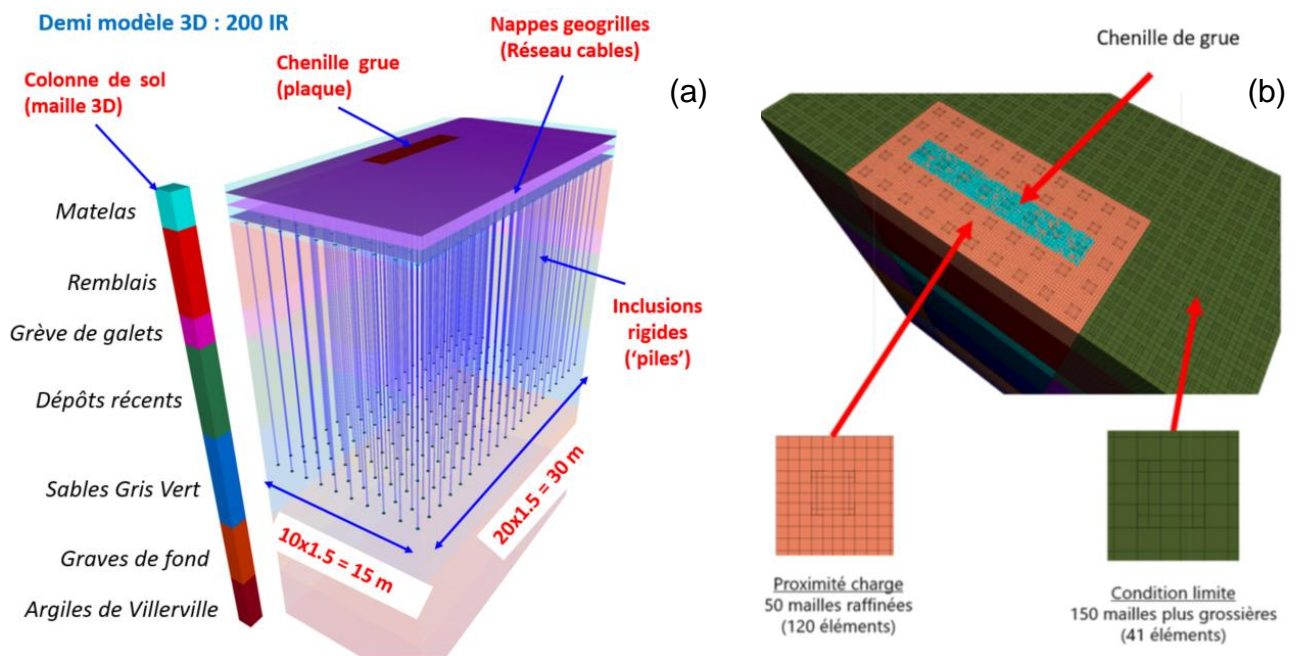 Demi modèle 3D : 200 IR
Colonne de sol
(maille 3D)
Chenille grue
(plaque)
Nappes geogrilles
(Réseau cables)
(a)
Matelas
Remblais
Grève de galets
Dépôts récents
Sables Gris Vert
Graves de fond
Argiles de Villerville
Inclusions
rigides
(‘piles’)
10x1.5 = 15 m
20x1.5 = 30 m
Chenille de grue
(b)
Proximité charge
50 mailles raffinées
(120 éléments)
Condition limite
150 mailles plus grossières
(41 éléments)